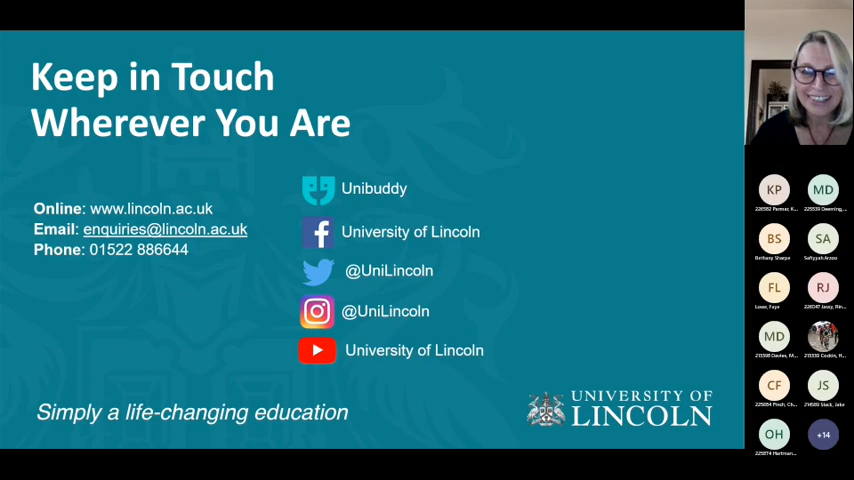 Keep in Touch
Wherever You Are
Online: www.lincoln.ac.uk
Email: enquiries@lincoln.ac.uk
Phone: 01522 886644
Unibuddy
University of Lincoln
@UniLincoln
@UniLincoln
University of Lincoln
Simply a life-changing education
UNIVERSITY OF
LINCOLN
KP
MD
BS
SA
Bethany Sharpe
Safiyyah Arzoo
FL
RJ
Lowe, Faye
MD
CF
JS
OH
+14